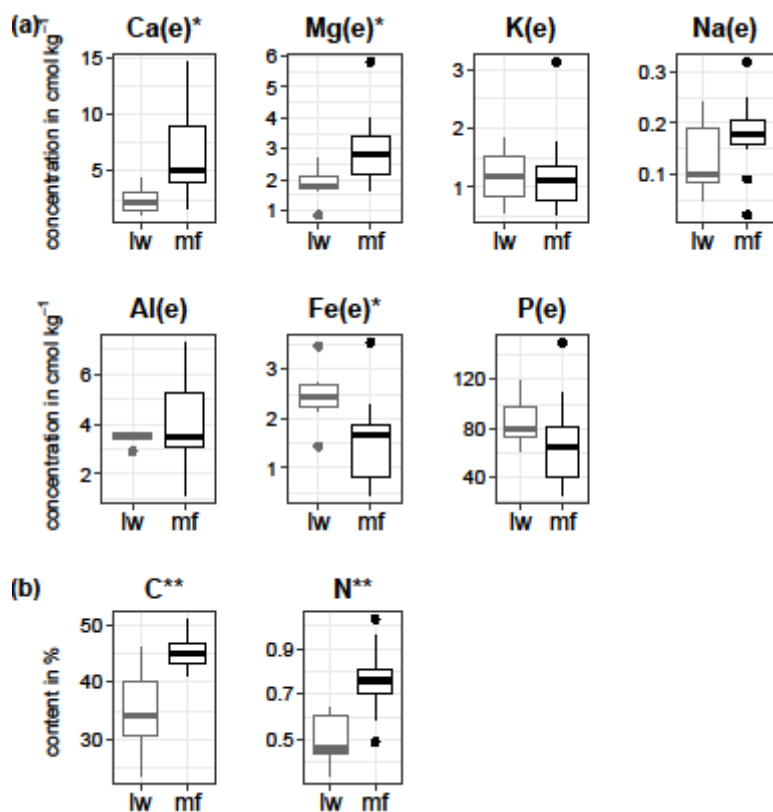 (a) Ca(e)* Mg(e)* K(e) Na(e)
concentration in cmol kg⁻¹
15
10
5
lw mf
6
5
4
3
2
1
lw mf
3
2
1
lw mf
0.3
0.2
0.1
lw mf
Al(e) Fe(e)* P(e)
concentration in cmol kg⁻¹
6
4
2
lw mf
3
2
1
lw mf
120
80
40
lw mf
(b) C** N**
content in %
50
40
30
lw mf
0.9
0.7
0.5
lw mf